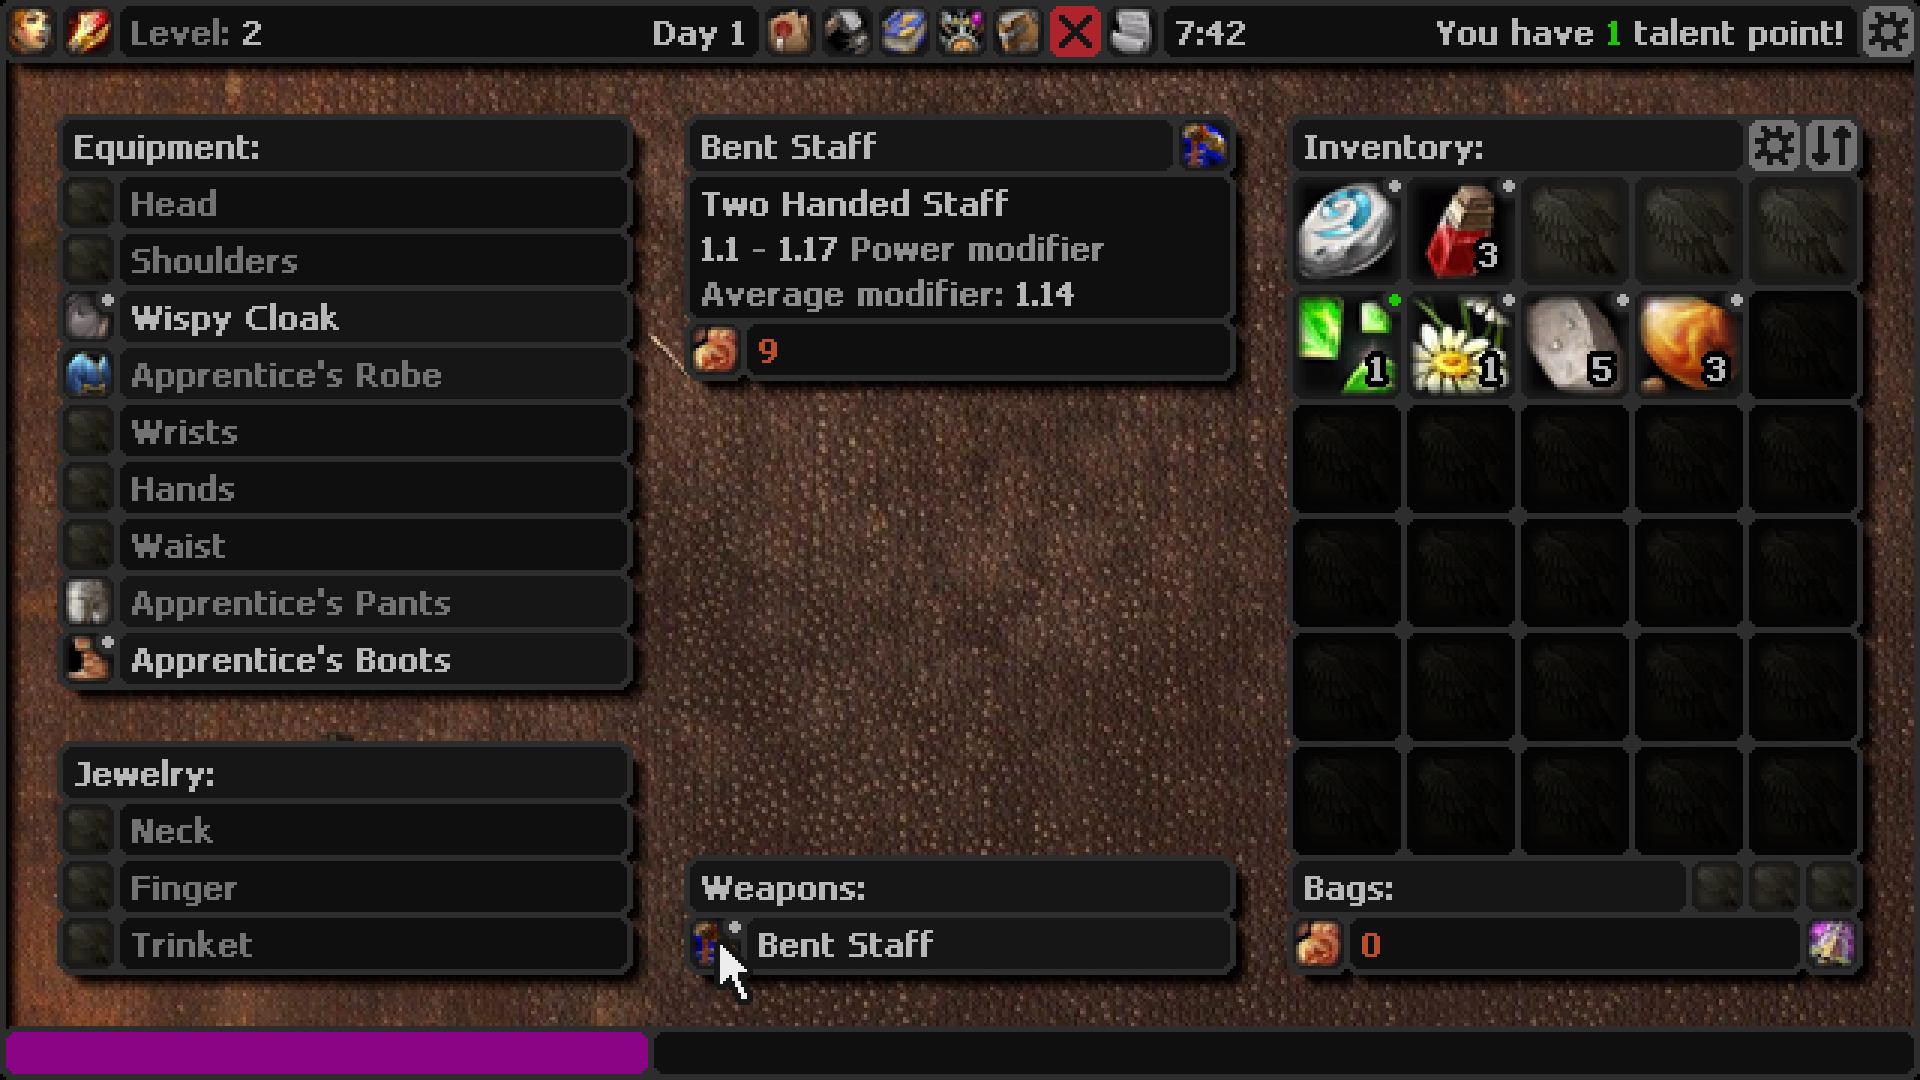 Level: 2
Day 1
7:42
You have 1 talent point!
Equipment:
Head
Shoulders
Wispy Cloak
Apprentice's Robe
Wrists
Hands
Waist
Apprentice's Pants
Apprentice's Boots
Jewelry:
Neck
Finger
Trinket
Bent Staff
Two Handed Staff
1.1 - 1.17 Power modifier
Average modifier: 1.14
9
Weapons:
Bent Staff
Inventory:
3
1
1
5
3
Bags:
0